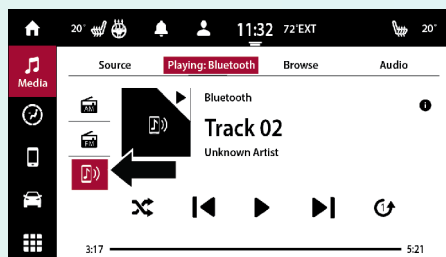 20° 11:32 72°EXT 20°
Media
Source Playing: Bluetooth Browse Audio
AM
FM
Bluetooth
Track 02
Unknown Artist
1
3:17 5:21